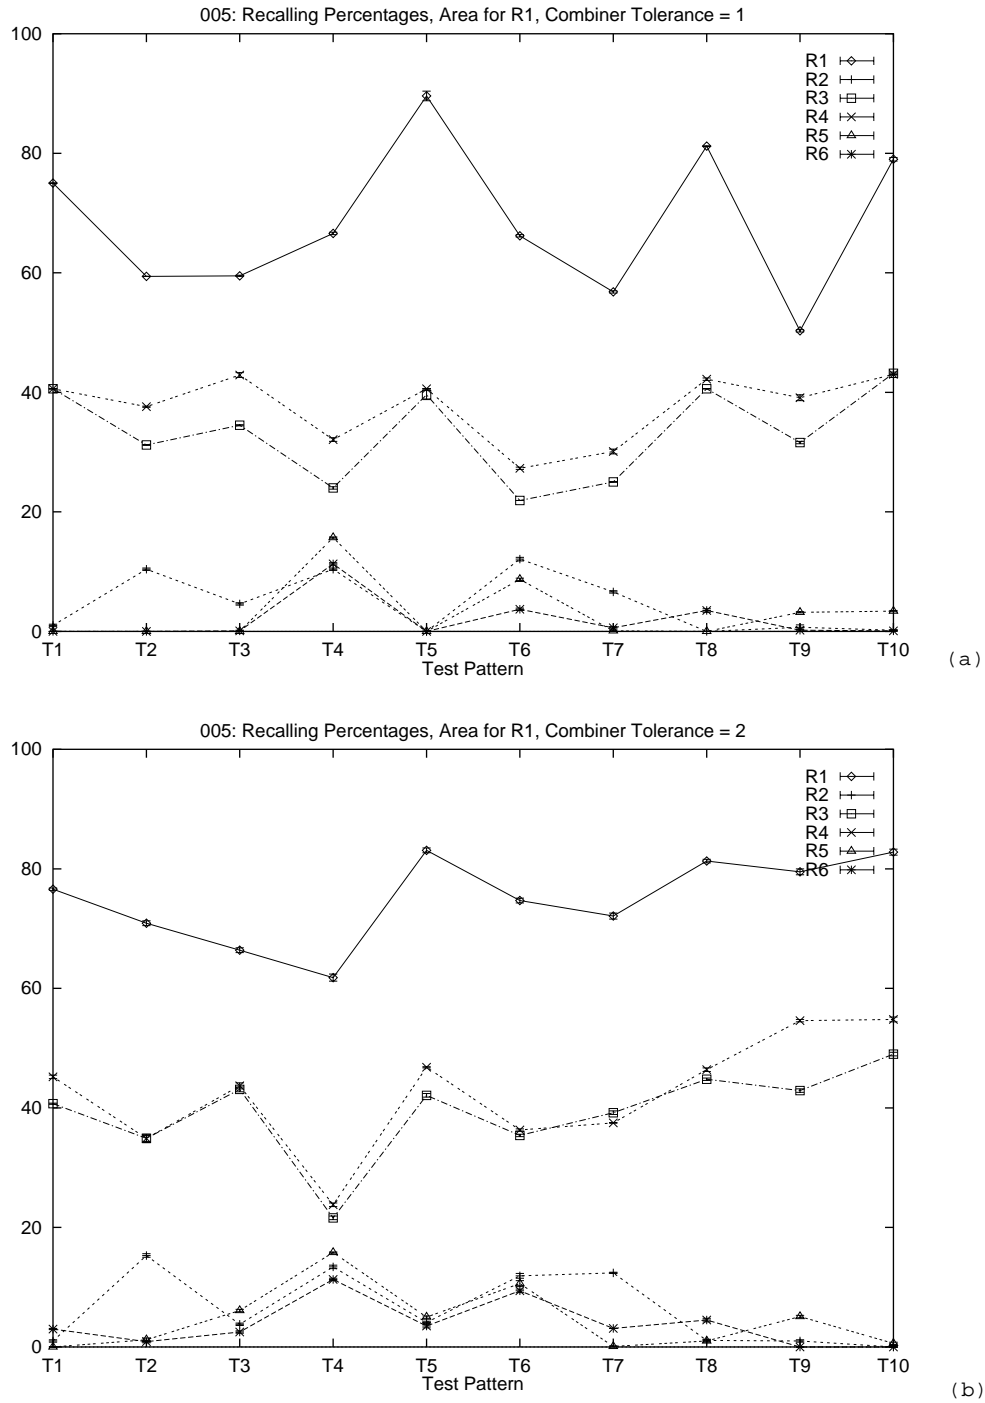 005: Recalling Percentages, Area for R1, Combiner Tolerance = 1
100
R1
R2
R3
R4
R5
R6
80
60
40
20
0
T1 T2 T3 T4 T5 T6 T7 T8 T9 T10
Test Pattern
(a)
005: Recalling Percentages, Area for R1, Combiner Tolerance = 2
100
R1
R2
R3
R4
R5
R6
80
60
40
20
0
T1 T2 T3 T4 T5 T6 T7 T8 T9 T10
Test Pattern
(b)